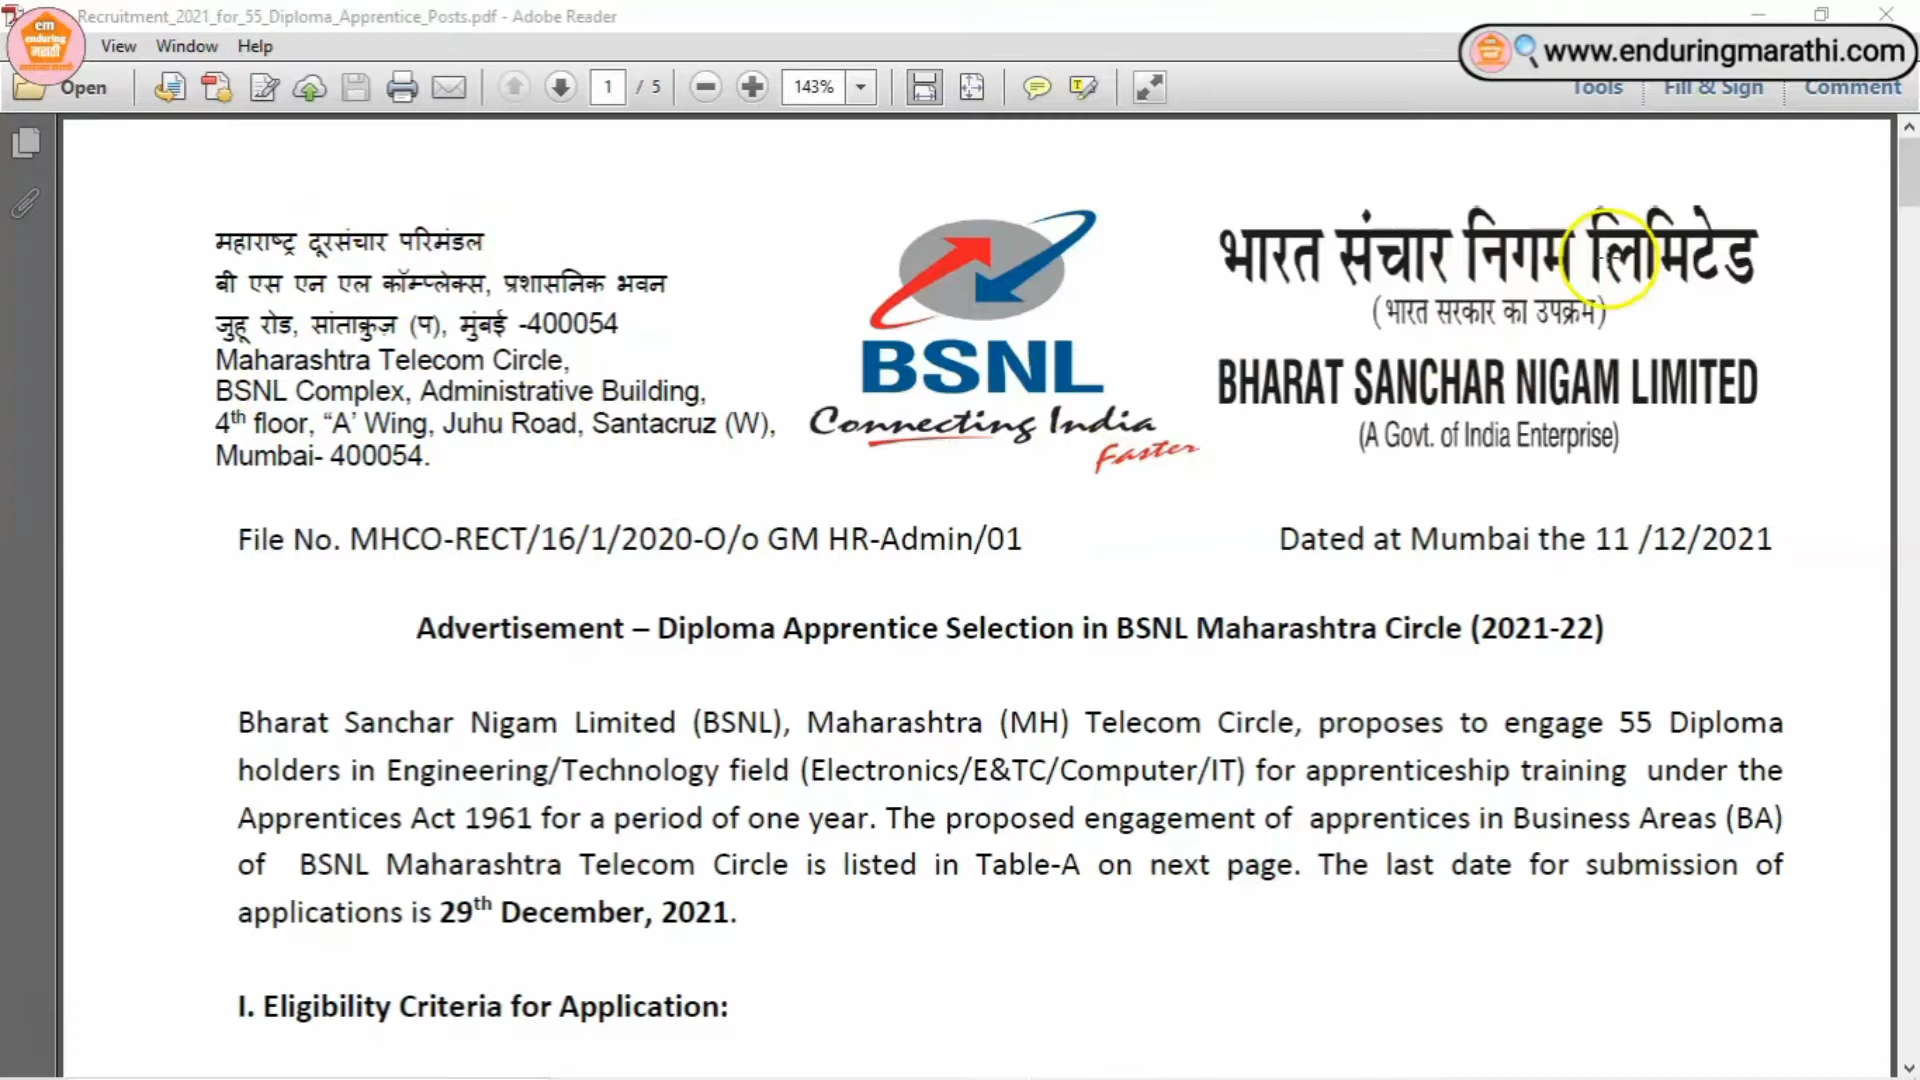 Recruitment_2021_for_55_Diploma_Apprentice_Posts.pdf - Adobe Reader
View Window Help
em
enduring
मराठी
www.enduringmarathi.com
Open
1 / 5
143%
Tools Fill & Sign Comment
महाराष्ट्र दूरसंचार परिमंडल
बी एस एन एल कॉम्प्लेक्स, प्रशासनिक भवन
जुहू रोड, सांताक्रुज़ (प), मुंबई -400054
Maharashtra Telecom Circle,
BSNL Complex, Administrative Building,
4th floor, “A’ Wing, Juhu Road, Santacruz (W),
Mumbai- 400054.
BSNL
Connecting India
Faster
भारत संचार निगम लिमिटेड
(भारत सरकार का उपक्रम)
BHARAT SANCHAR NIGAM LIMITED
(A Govt. of India Enterprise)
File No. MHCO-RECT/16/1/2020-O/o GM HR-Admin/01 Dated at Mumbai the 11 /12/2021
Advertisement – Diploma Apprentice Selection in BSNL Maharashtra Circle (2021-22)
Bharat Sanchar Nigam Limited (BSNL), Maharashtra (MH) Telecom Circle, proposes to engage 55 Diploma
holders in Engineering/Technology field (Electronics/E&TC/Computer/IT) for apprenticeship training under the
Apprentices Act 1961 for a period of one year. The proposed engagement of apprentices in Business Areas (BA)
of BSNL Maharashtra Telecom Circle is listed in Table-A on next page. The last date for submission of
applications is 29th December, 2021.
I. Eligibility Criteria for Application: